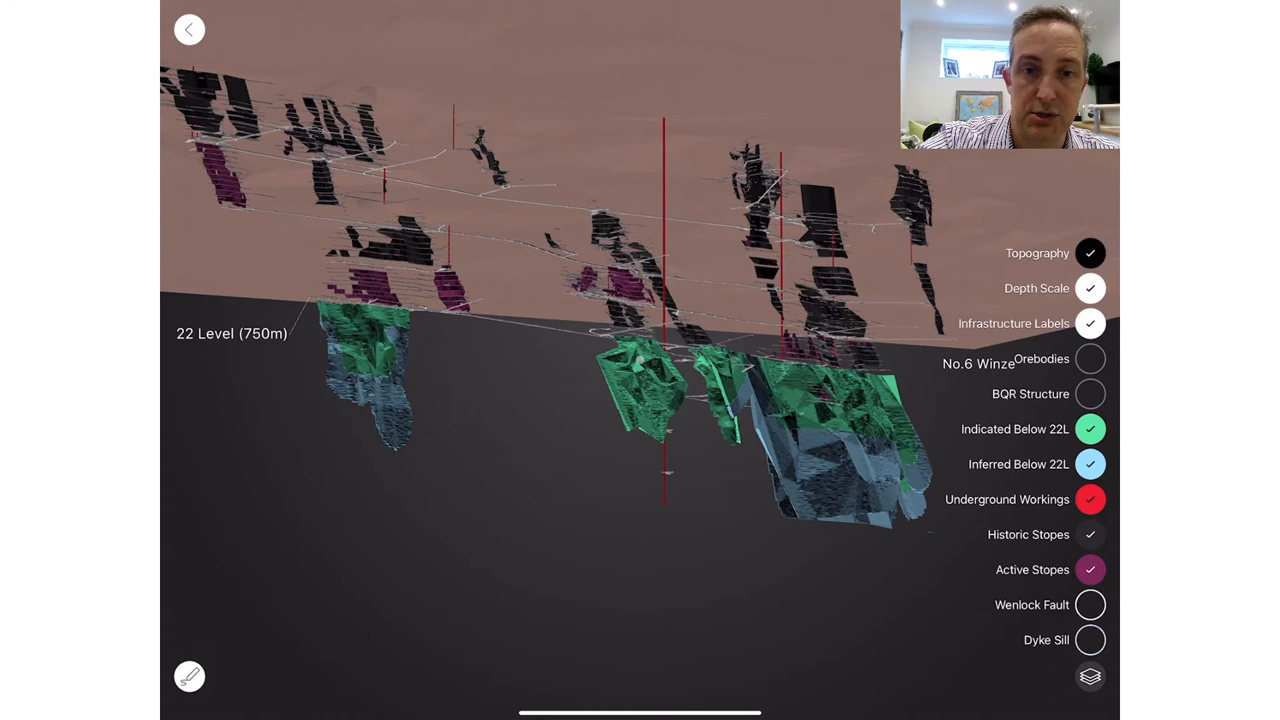 Topography
Depth Scale
Infrastructure Labels
22 Level (750m)
No.6 Winze
Orebodies
BQR Structure
Indicated Below 22L
Inferred Below 22L
Underground Workings
Historic Stopes
Active Stopes
Wenlock Fault
Dyke Sill